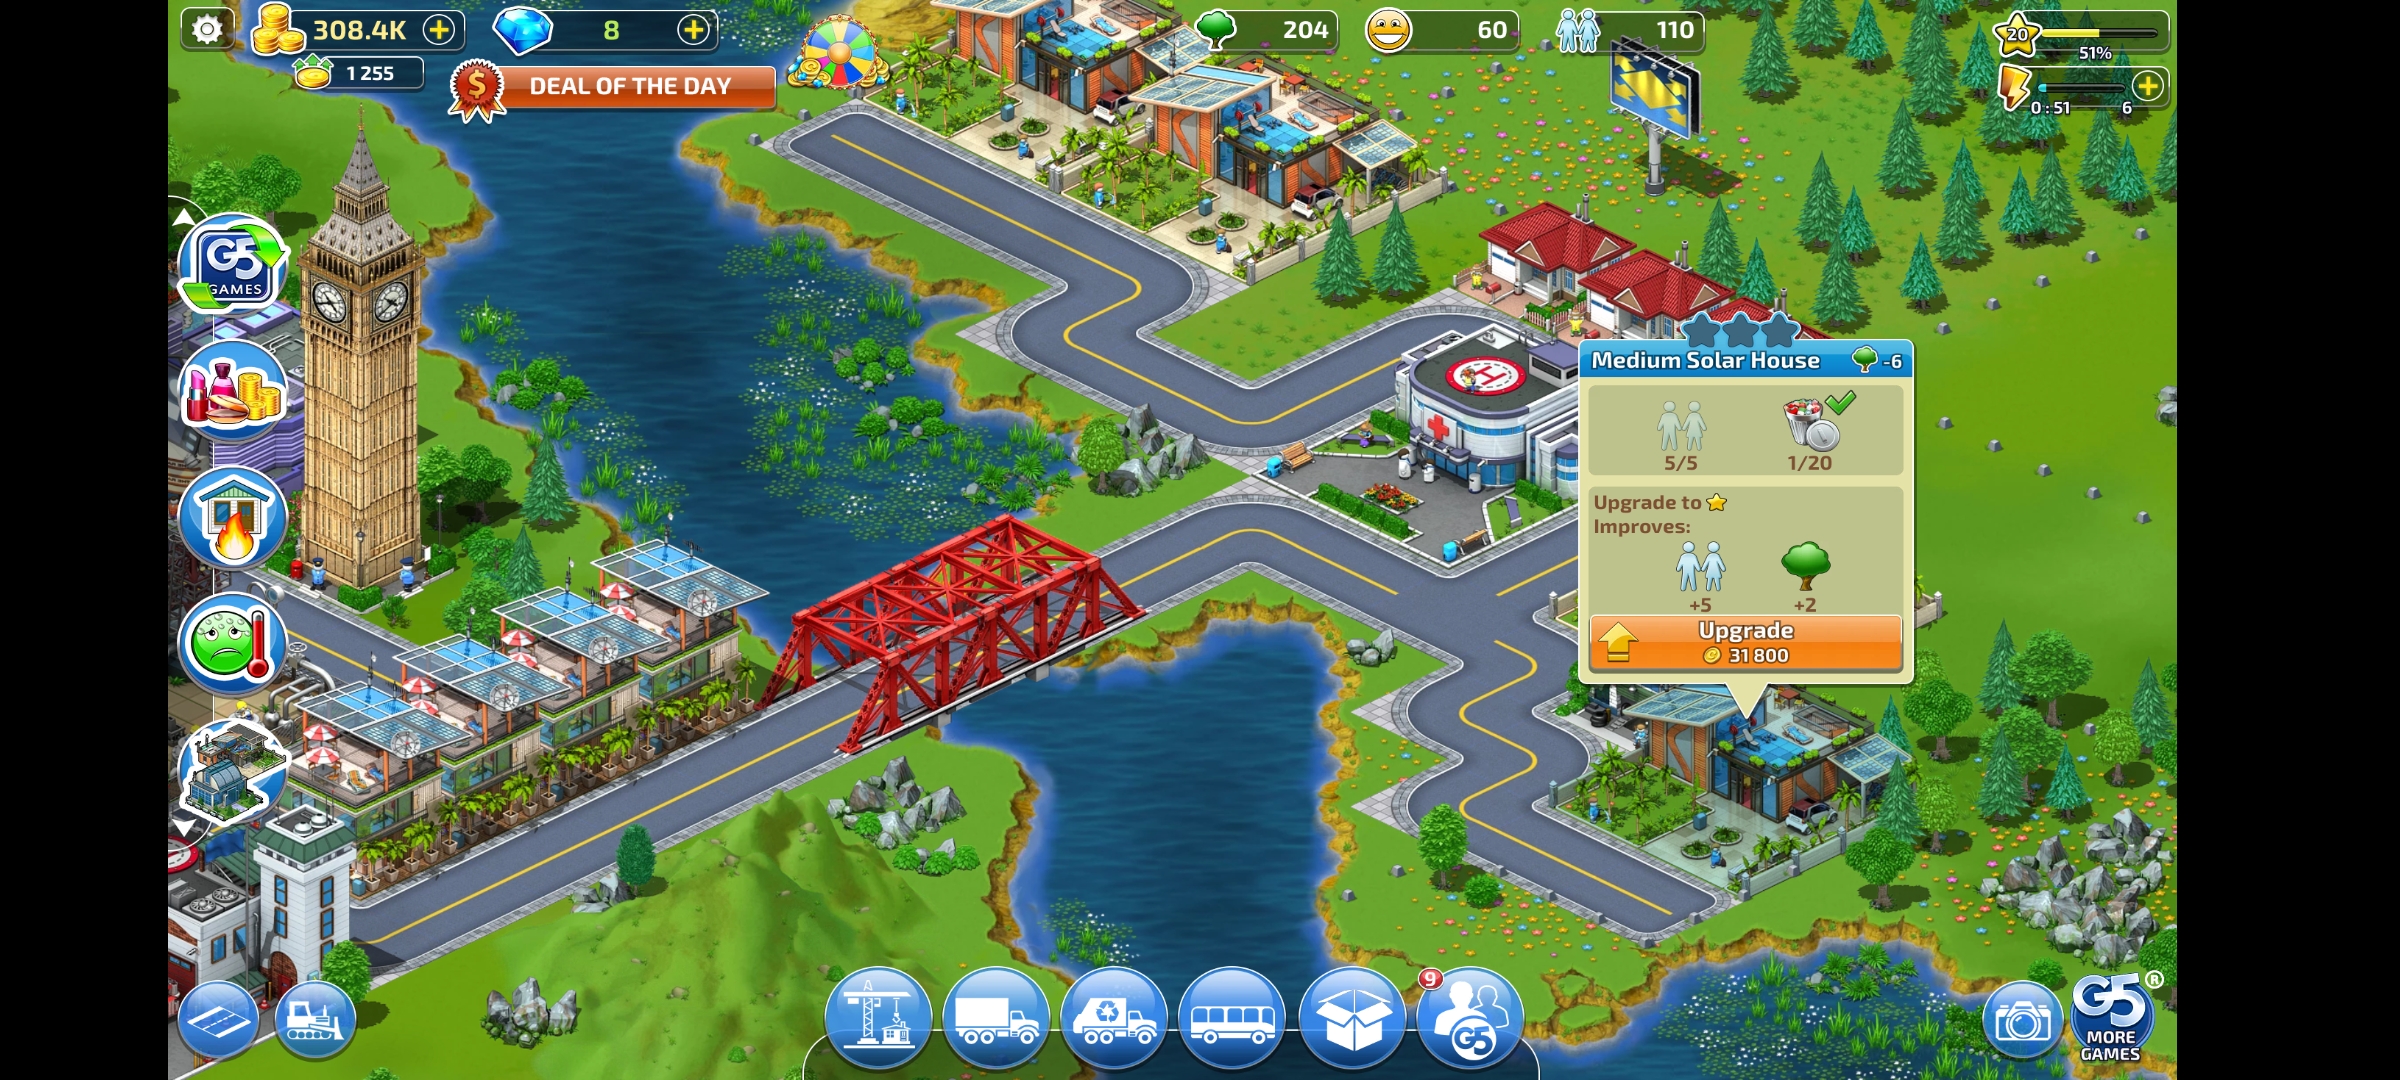 308.4K
8
204
60
110
20
51%
1 255
DEAL OF THE DAY
0:51
6
G5
GAMES
H
Medium Solar House
-6
5/5
1/20
Upgrade to
Improves:
+5
+2
Upgrade
31 800
9
G5
G5®
MORE
GAMES